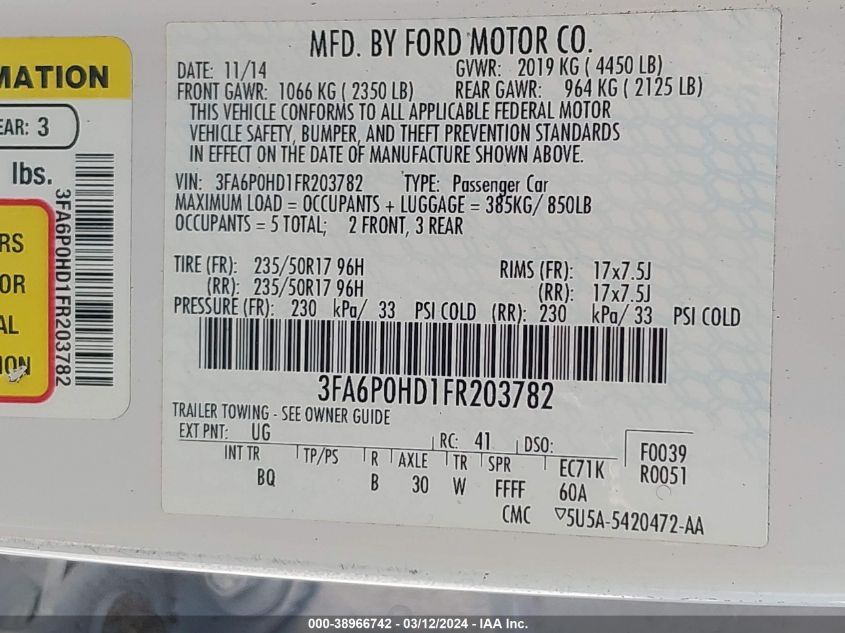 MATION
EAR: 3
lbs.
RS
OR
AL
ION
3FA6P0HD1FR203782
MFD. BY FORD MOTOR CO.
DATE: 11/14 GVWR: 2019 KG ( 4450 LB)
FRONT GAWR: 1066 KG ( 2350 LB) REAR GAWR: 964 KG ( 2125 LB)
THIS VEHICLE CONFORMS TO ALL APPLICABLE FEDERAL MOTOR
VEHICLE SAFETY, BUMPER, AND THEFT PREVENTION STANDARDS
IN EFFECT ON THE DATE OF MANUFACTURE SHOWN ABOVE.
VIN: 3FA6P0HD1FR203782 TYPE: Passenger Car
MAXIMUM LOAD = OCCUPANTS + LUGGAGE = 385KG/ 850LB
OCCUPANTS = 5 TOTAL; 2 FRONT, 3 REAR
TIRE (FR): 235/50R17 96H RIMS (FR): 17x7.5J
(RR): 235/50R17 96H (RR): 17x7.5J
PRESSURE (FR): 230 kPa/ 33 PSI COLD (RR): 230 kPa/ 33 PSI COLD
3FA6P0HD1FR203782
TRAILER TOWING - SEE OWNER GUIDE
EXT PNT: UG RC: 41 DSO:
INT TR TP/PS R AXLE TR SPR EC71K
BQ B 30 W FFFF 60A
F0039
R0051
CMC ▽5U5A-5420472-AA
000-38966742 - 03/12/2024 - IAA Inc.